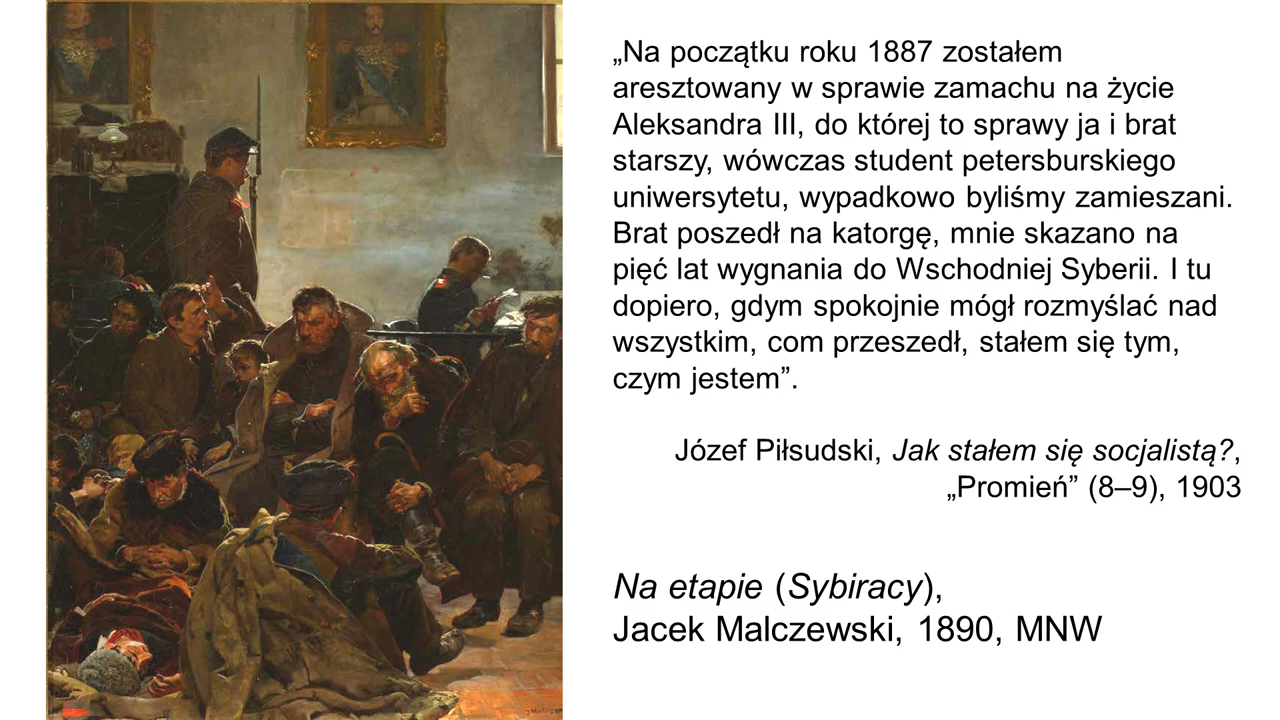 „Na początku roku 1887 zostałem
aresztowany w sprawie zamachu na życie
Aleksandra III, do której to sprawy ja i brat
starszy, wówczas student petersburskiego
uniwersytetu, wypadkowo byliśmy zamieszani.
Brat poszedł na katorgę, mnie skazano na
pięć lat wygnania do Wschodniej Syberii. I tu
dopiero, gdym spokojnie mógł rozmyślać nad
wszystkim, com przeszedł, stałem się tym,
czym jestem”.
Józef Piłsudski, Jak stałem się socjalistą?,
„Promień” (8–9), 1903
Na etapie (Sybiracy),
Jacek Malczewski, 1890, MNW